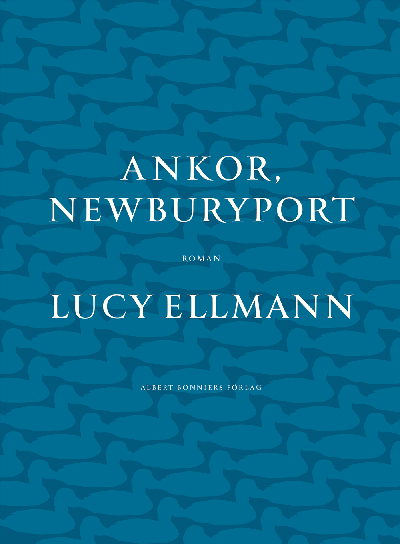 ANKOR,
NEWBURYPORT
ROMAN
LUCY ELLMANN
ALBERT BONNIERS FÖRLAG